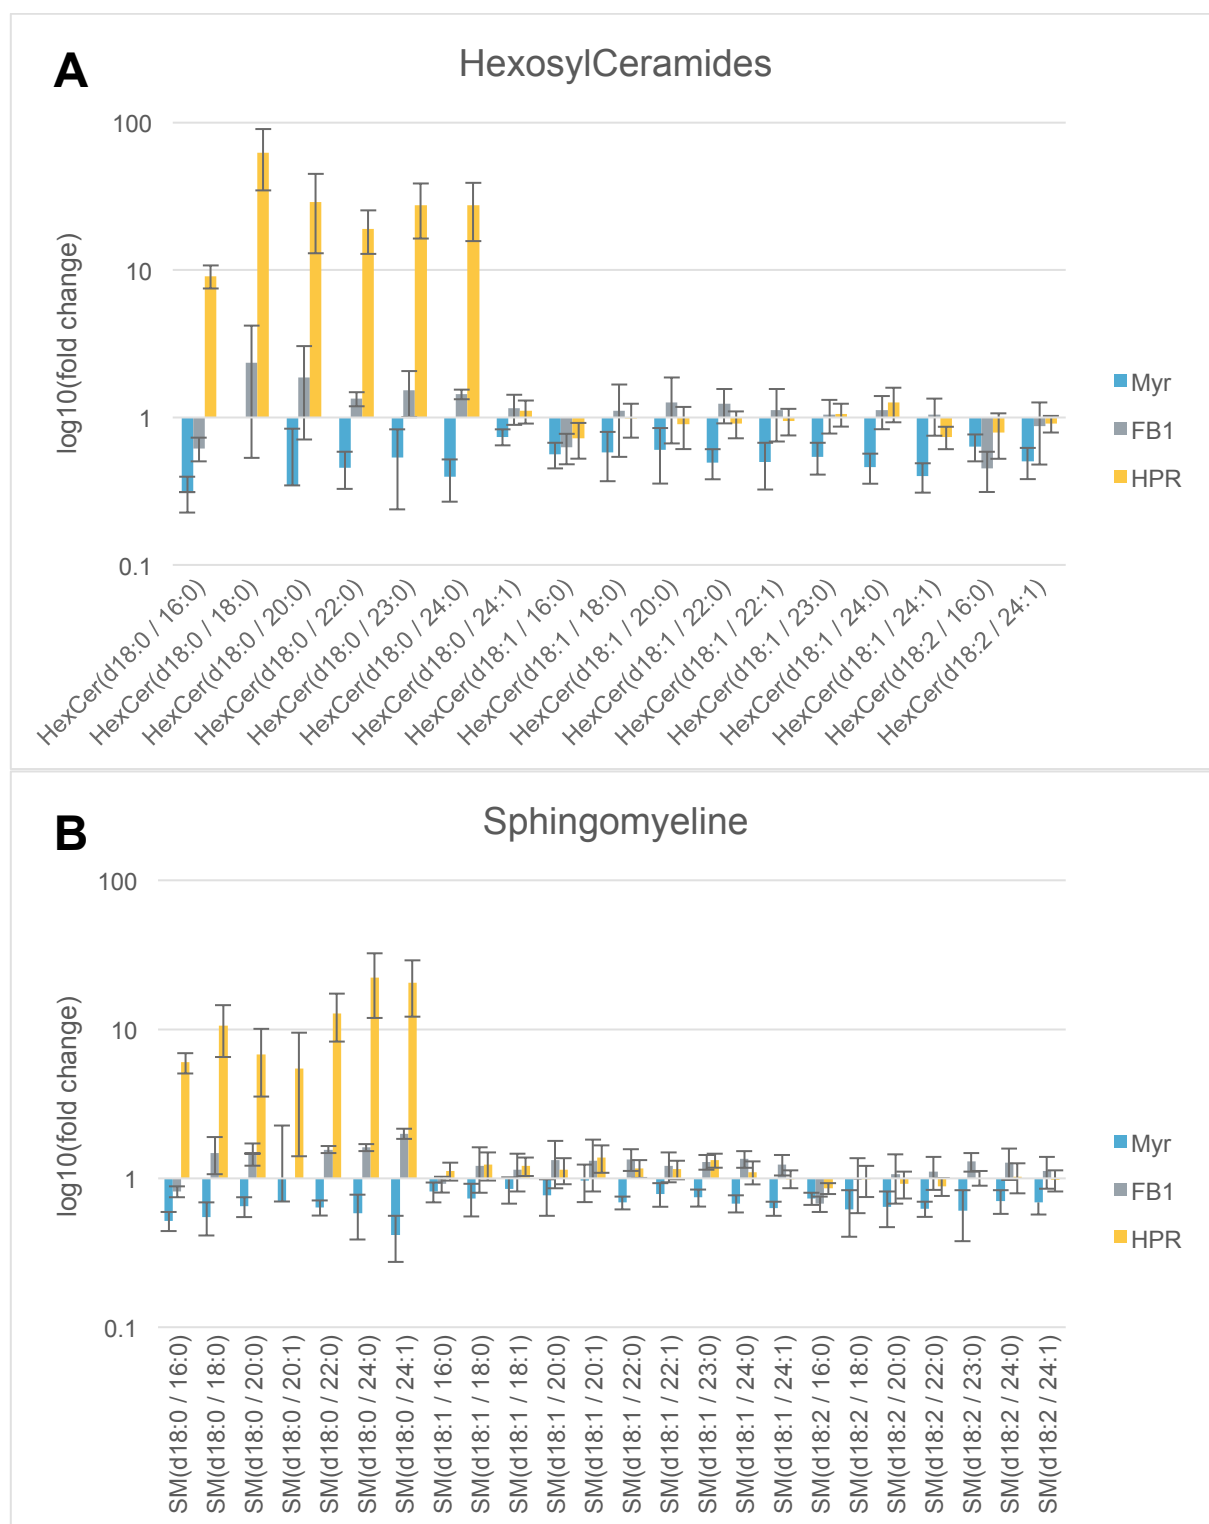 A
HexosylCeramides
log10(fold change)
100
10
1
0.1
Myr
FB1
HPR
HexCer(d18:0 / 16:0)
HexCer(d18:0 / 18:0)
HexCer(d18:0 / 20:0)
HexCer(d18:0 / 22:0)
HexCer(d18:0 / 23:0)
HexCer(d18:0 / 24:0)
HexCer(d18:0 / 24:1)
HexCer(d18:1 / 16:0)
HexCer(d18:1 / 18:0)
HexCer(d18:1 / 20:0)
HexCer(d18:1 / 22:0)
HexCer(d18:1 / 22:1)
HexCer(d18:1 / 23:0)
HexCer(d18:1 / 24:0)
HexCer(d18:1 / 24:1)
HexCer(d18:2 / 16:0)
HexCer(d18:2 / 24:1)
B
Sphingomyeline
log10(fold change)
100
10
1
0.1
Myr
FB1
HPR
SM(d18:0 / 16:0)
SM(d18:0 / 18:0)
SM(d18:0 / 20:0)
SM(d18:0 / 20:1)
SM(d18:0 / 22:0)
SM(d18:0 / 24:0)
SM(d18:0 / 24:1)
SM(d18:1 / 16:0)
SM(d18:1 / 18:0)
SM(d18:1 / 18:1)
SM(d18:1 / 20:0)
SM(d18:1 / 20:1)
SM(d18:1 / 22:0)
SM(d18:1 / 22:1)
SM(d18:1 / 23:0)
SM(d18:1 / 24:0)
SM(d18:1 / 24:1)
SM(d18:2 / 16:0)
SM(d18:2 / 18:0)
SM(d18:2 / 20:0)
SM(d18:2 / 22:0)
SM(d18:2 / 23:0)
SM(d18:2 / 24:0)
SM(d18:2 / 24:1)